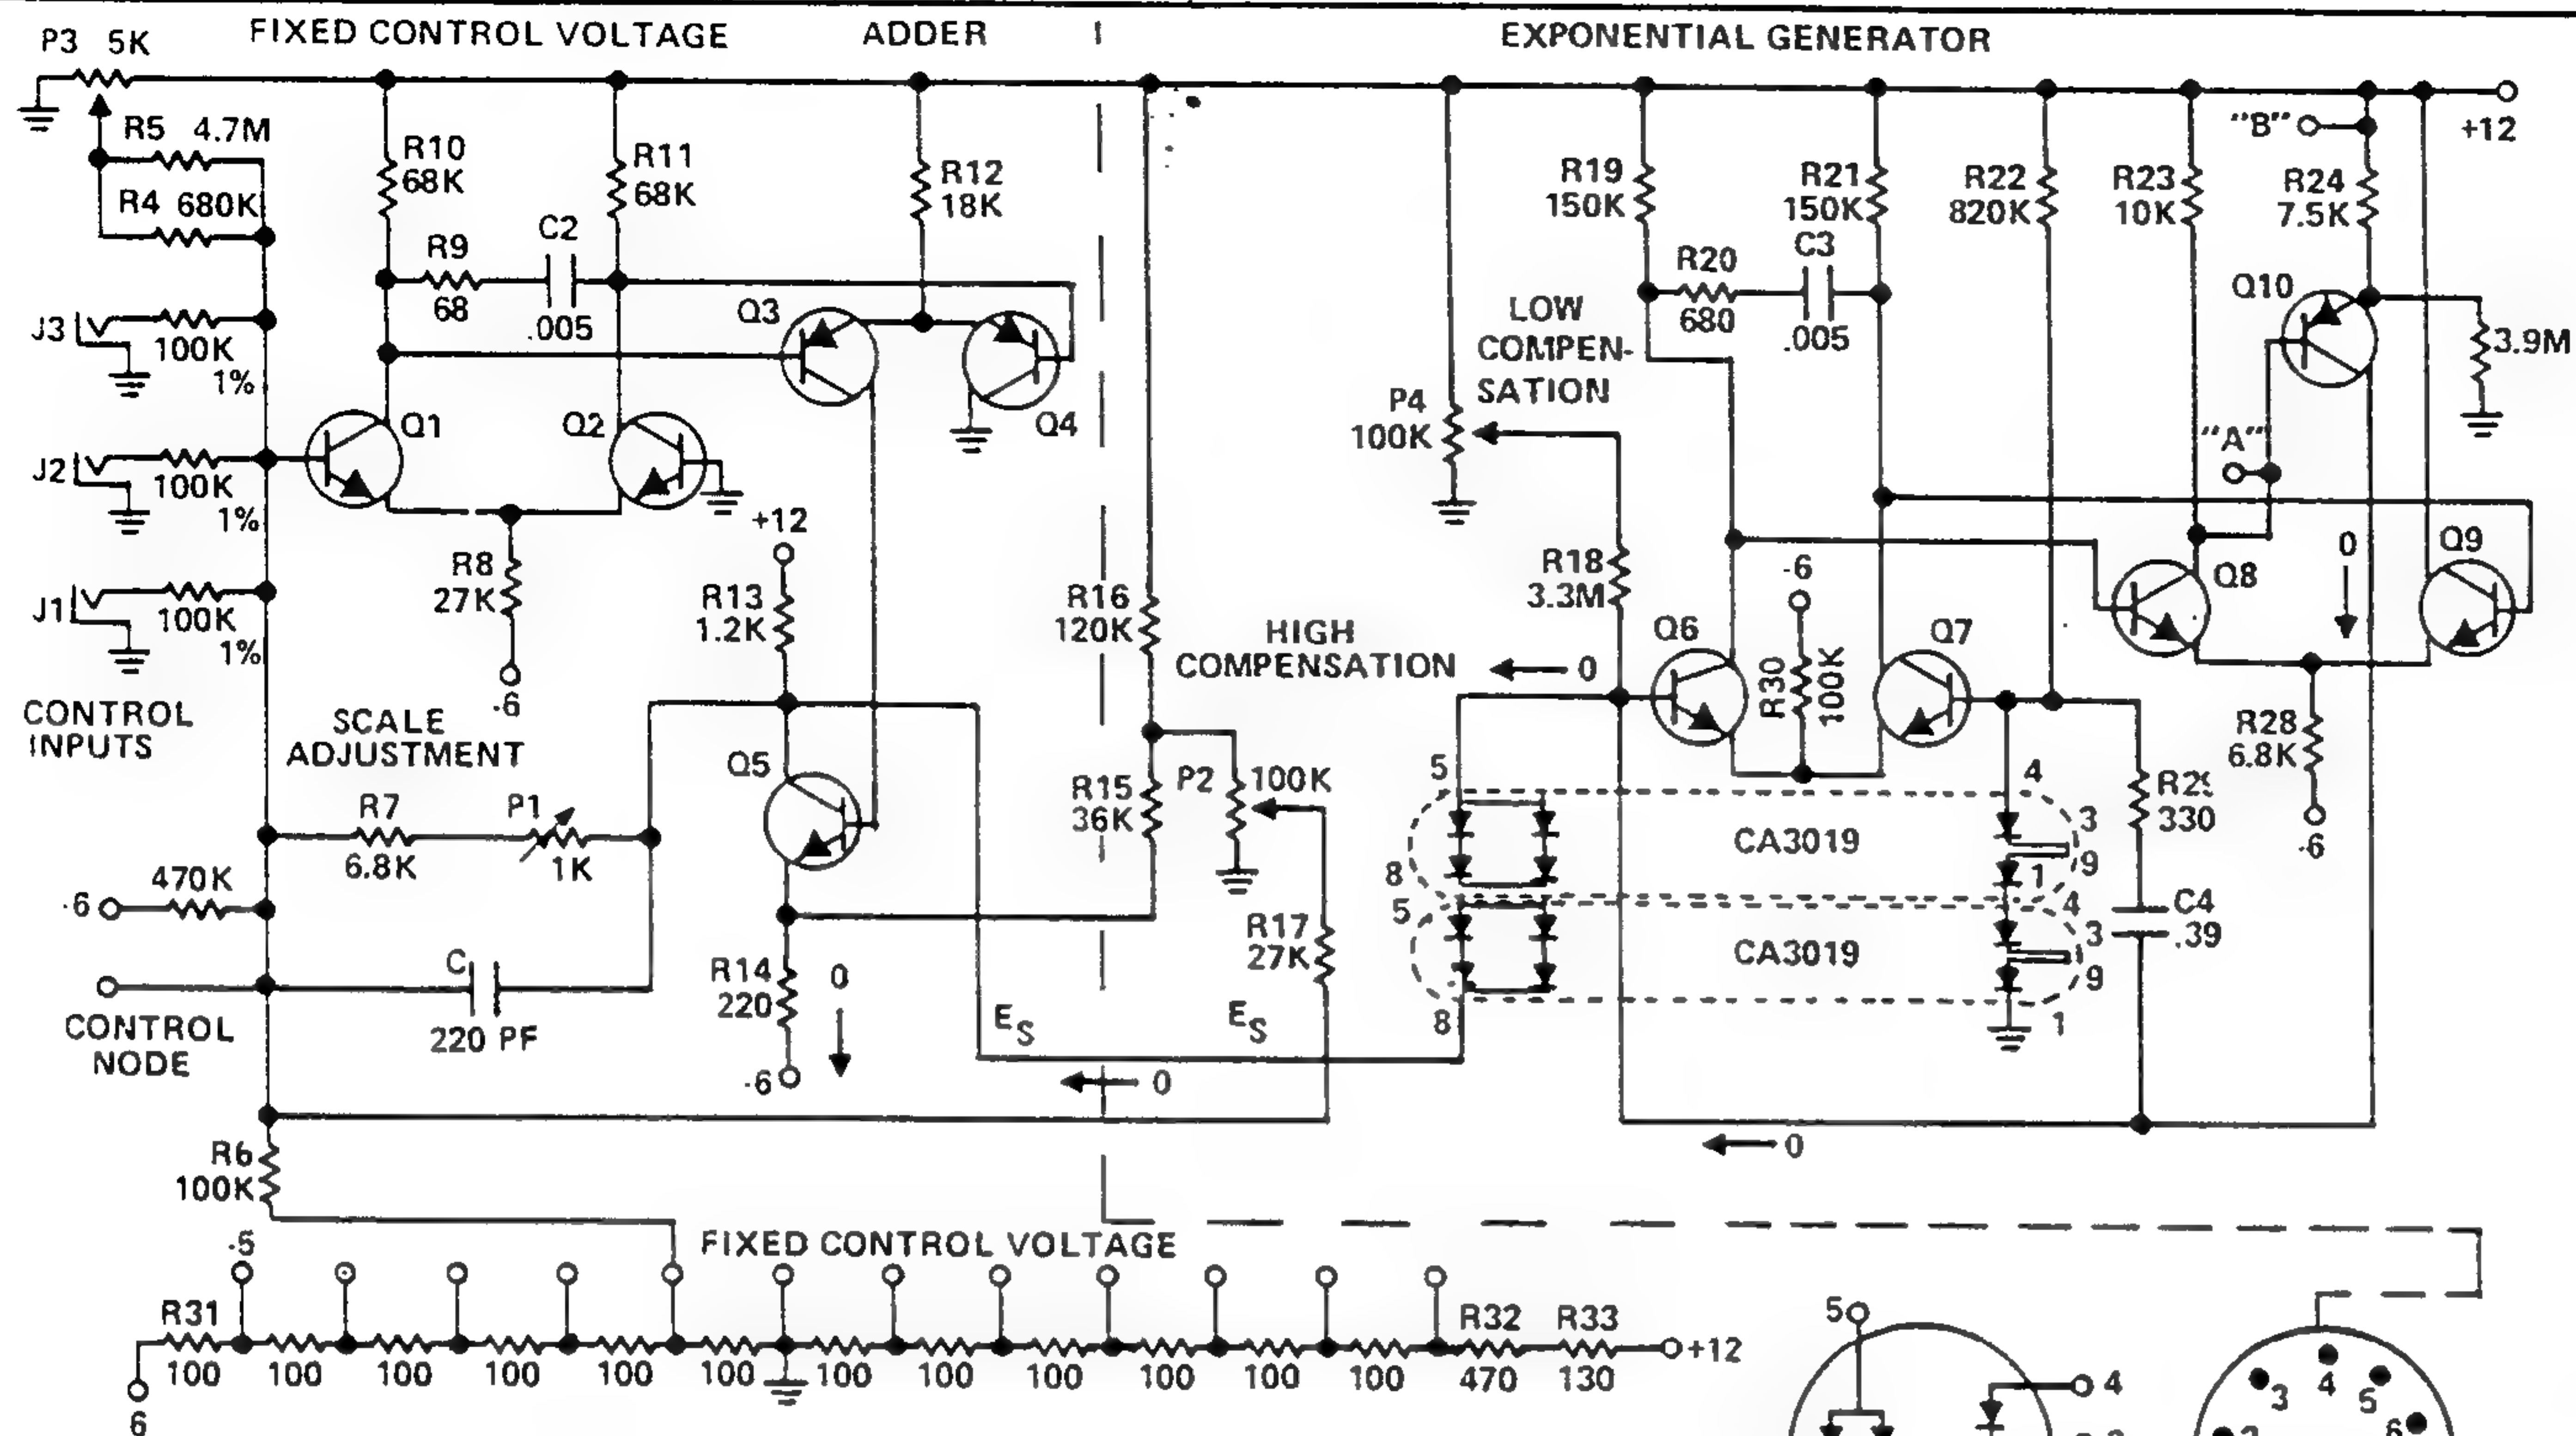 FIXED CONTROL VOLTAGE ADDER
EXPONENTIAL GENERATOR
P3 5K
R5 4.7M
R4 680K
R10
68K
R11
68K
R12
18K
R9
68
C2
.005
Q3
Q4
J3
100K
1%
J2
100K
1%
J1
100K
1%
CONTROL
INPUTS
Q1
Q2
R8
27K
-6
+12
R13
1.2K
SCALE
ADJUSTMENT
R7
6.8K
P1
1K
Q5
-6
470K
CONTROL
NODE
C
220 PF
R14
220
-6
0
R16
120K
R15
36K
HIGH
COMPENSATION
P2
100K
R17
27K
ES
ES
0
R6
100K
LOW
COMPEN-
SATION
P4
100K
R18
3.3M
0
R19
150K
R20
680
R21
150K
C3
.005
R22
820K
R23
10K
R24
7.5K
"B"
+12
Q10
3.9M
"A"
Q6
-6
R30
100K
Q7
Q8
Q9
0
R28
6.8K
-6
5
8
CA3019
4
3
9
1
5
8
CA3019
4
3
9
1
330
C4
.39
0
FIXED CONTROL VOLTAGE
-5
R31
100
100
100
100
100
100
100
100
100
100
100
100
R32
470
R33
130
+12
6
5
4
3
4
5
6